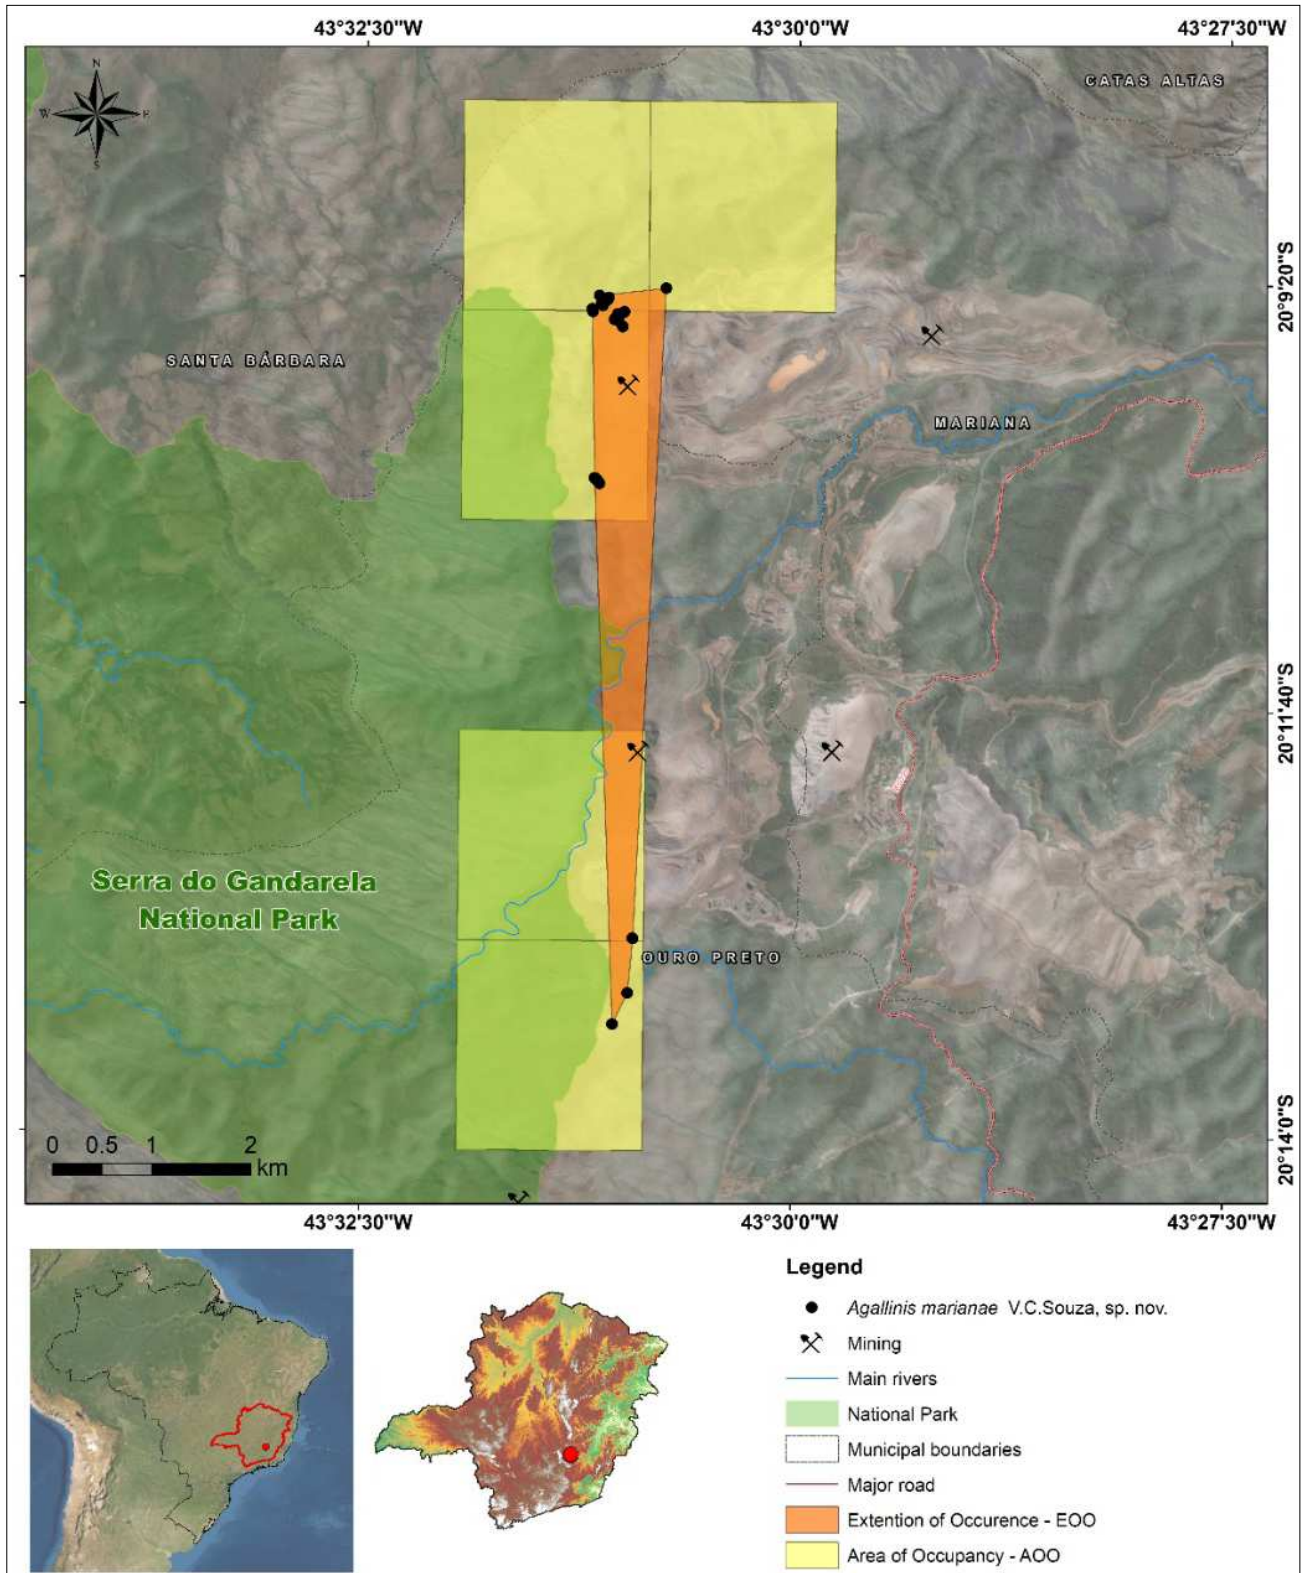 43°32'30"W 43°30'0"W 43°27'30"W
N
W E
S
CATAS ALTAS
20°9'20"S
SANTA BÁRBARA
MARIANA
20°11'40"S
Serra do Gandarela
National Park
OURO PRETO
20°14'0"S
0 0.5 1 2
km
43°32'30"W 43°30'0"W 43°27'30"W
Legend
Agallinis marianae V.C.Souza, sp. nov.
Mining
Main rivers
National Park
Municipal boundaries
Major road
Extention of Occurence - EOO
Area of Occupancy - AOO